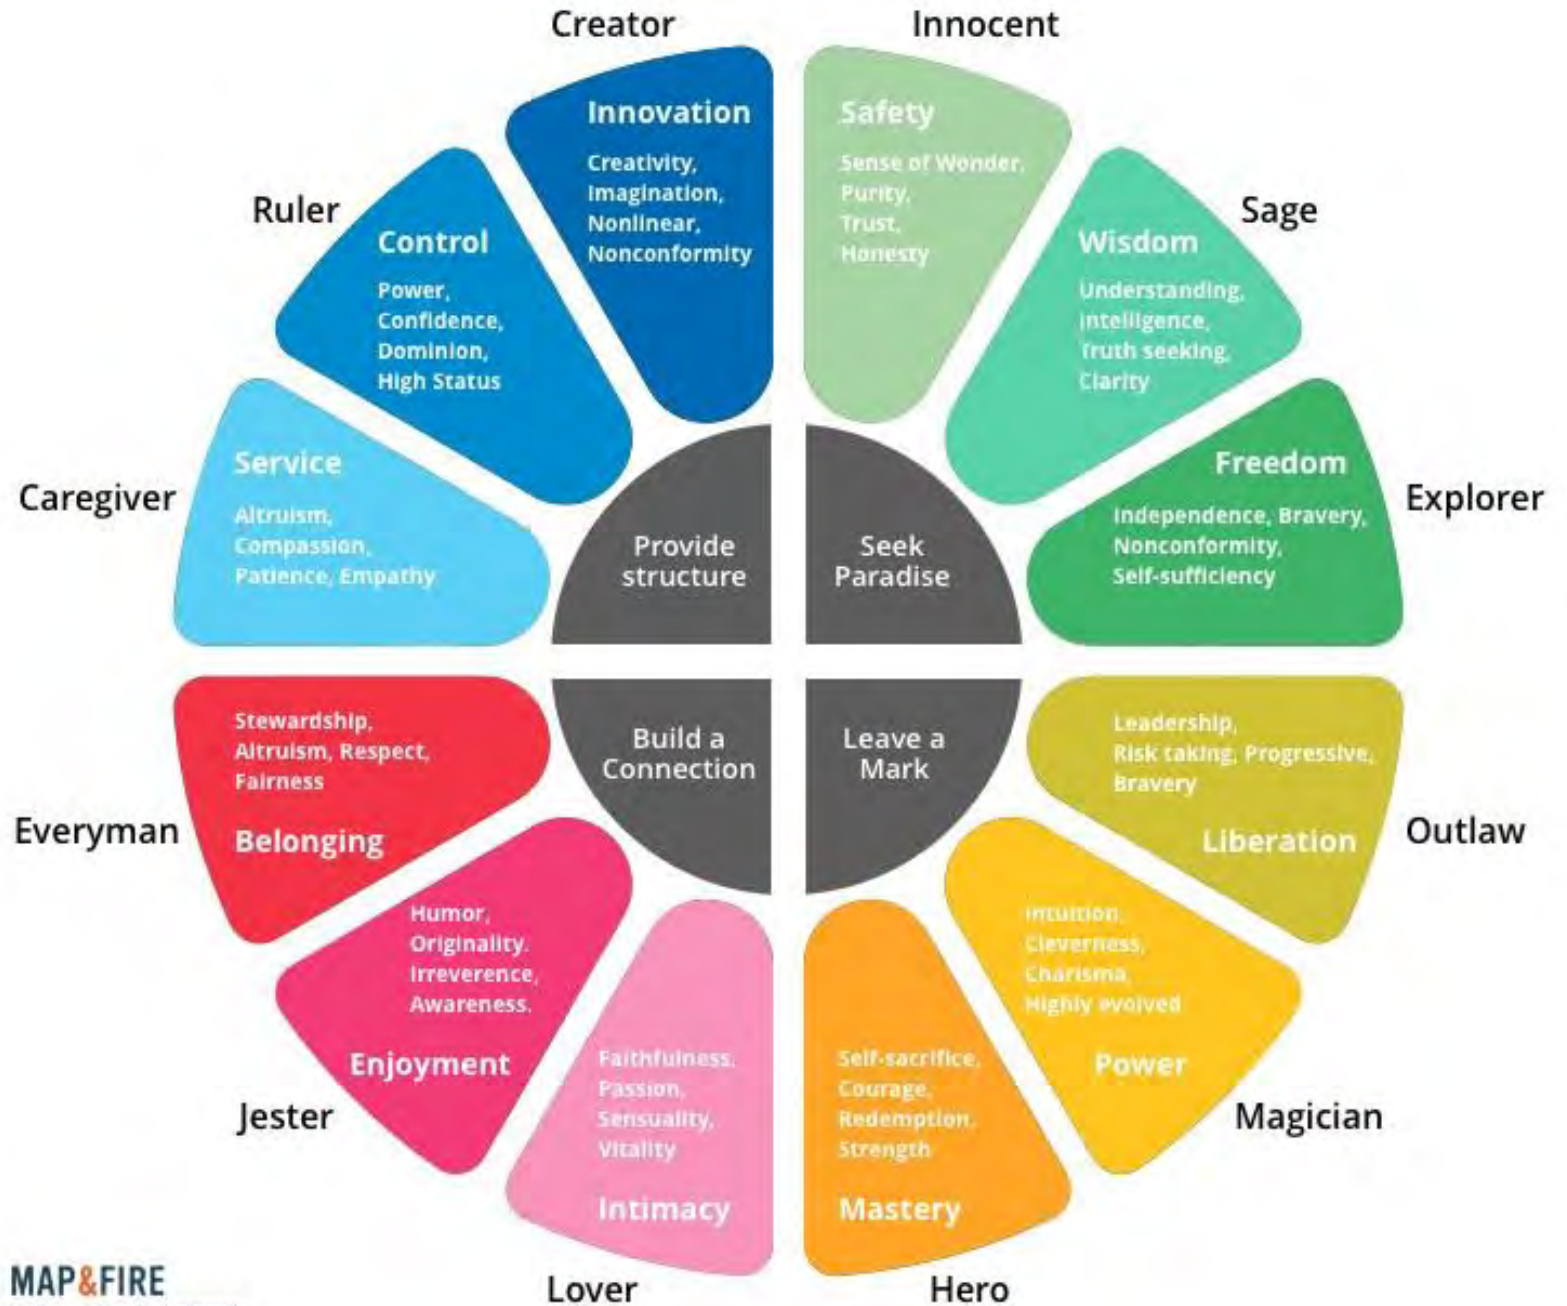 Creator
Innovation
Creativity,
Imagination,
Nonlinear,
Nonconformity
Innocent
Safety
Sense of Wonder,
Purity,
Trust,
Honesty
Ruler
Control
Power,
Confidence,
Dominion,
High Status
Sage
Wisdom
Understanding,
Intelligence,
Truth seeking,
Clarity
Caregiver
Service
Altruism,
Compassion,
Patience, Empathy
Explorer
Freedom
Independence, Bravery,
Nonconformity,
Self-sufficiency
Provide
structure
Seek
Paradise
Build a
Connection
Leave a
Mark
Everyman
Stewardship,
Altruism, Respect,
Fairness
Belonging
Outlaw
Leadership,
Risk taking, Progressive,
Bravery
Liberation
Jester
Humor,
Originality.
Irreverence,
Awareness.
Enjoyment
Magician
Intuition,
Cleverness,
Charisma,
Highly evolved
Power
Lover
Faithfulness,
Passion,
Sensuality,
Vitality
Intimacy
Hero
Self-sacrifice,
Courage,
Redemption,
Strength
Mastery
MAP&FIRE